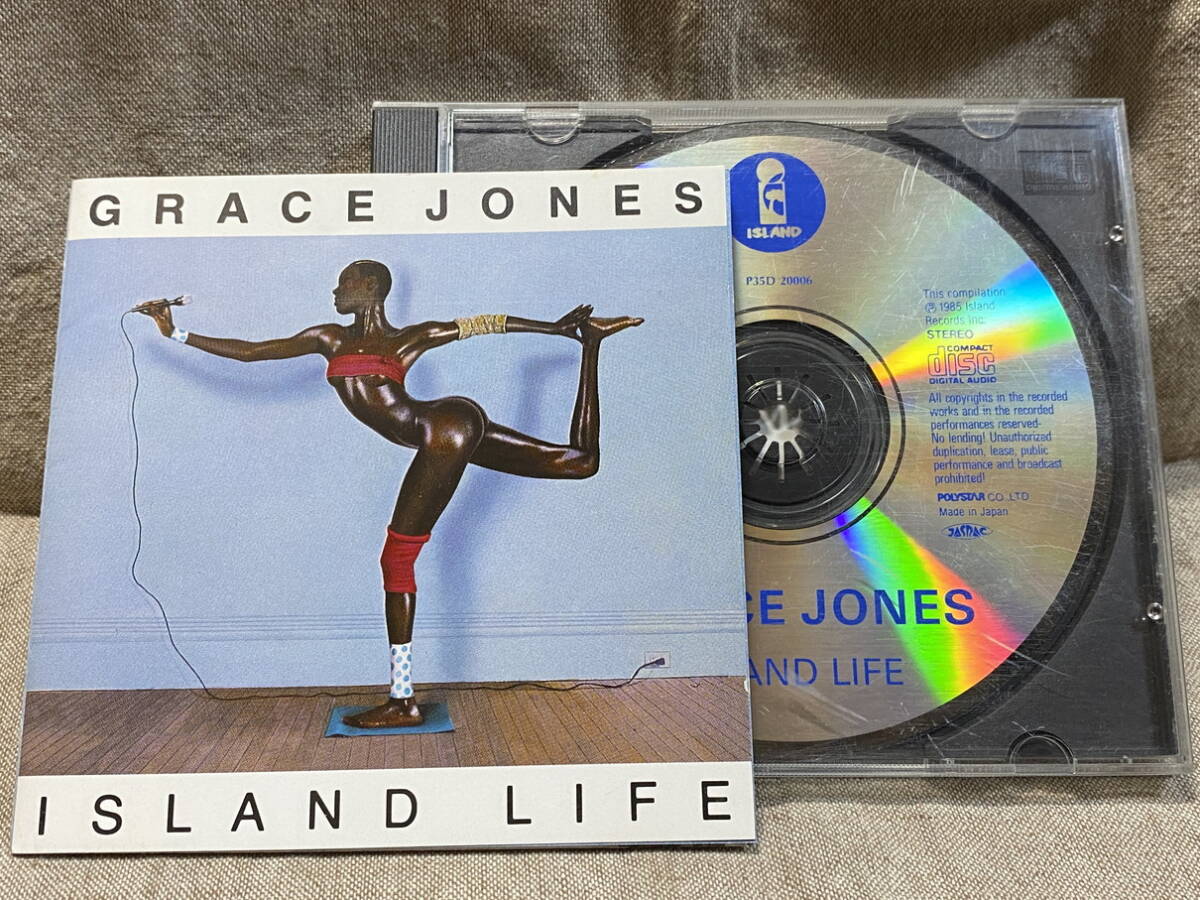 GRACE JONES
ISLAND LIFE
ISLAND
P35D 20006
This compilation
℗ 1985 Island
Records Inc.
STEREO
COMPACT
disc
DIGITAL AUDIO
All copyrights in the recorded
works and in the recorded
performances reserved-
No lending! Unauthorized
duplication, lease, public
performance and broadcast
prohibited!
POLYSTAR CO.,LTD
Made in Japan
JASRAC
CE JONES
AND LIFE